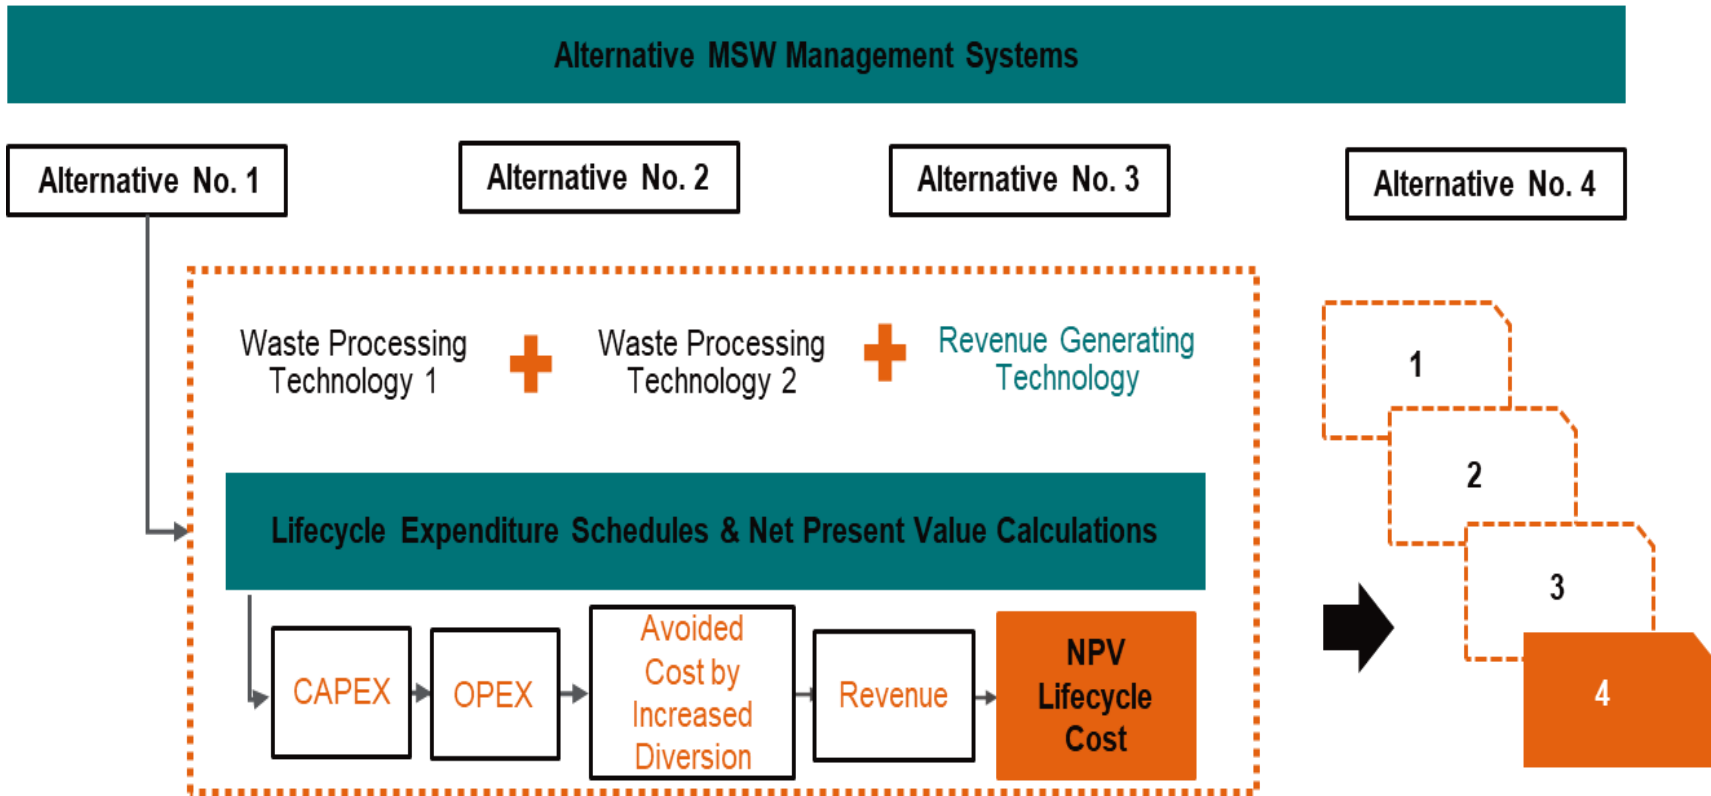 Alternative MSW Management Systems
Alternative No. 1
Alternative No. 2
Alternative No. 3
Alternative No. 4
Waste Processing
Technology 1
Waste Processing
Technology 2
Revenue Generating
Technology
Lifecycle Expenditure Schedules & Net Present Value Calculations
CAPEX
OPEX
Avoided
Cost by
Increased
Diversion
Revenue
NPV
Lifecycle
Cost
1
2
3
4